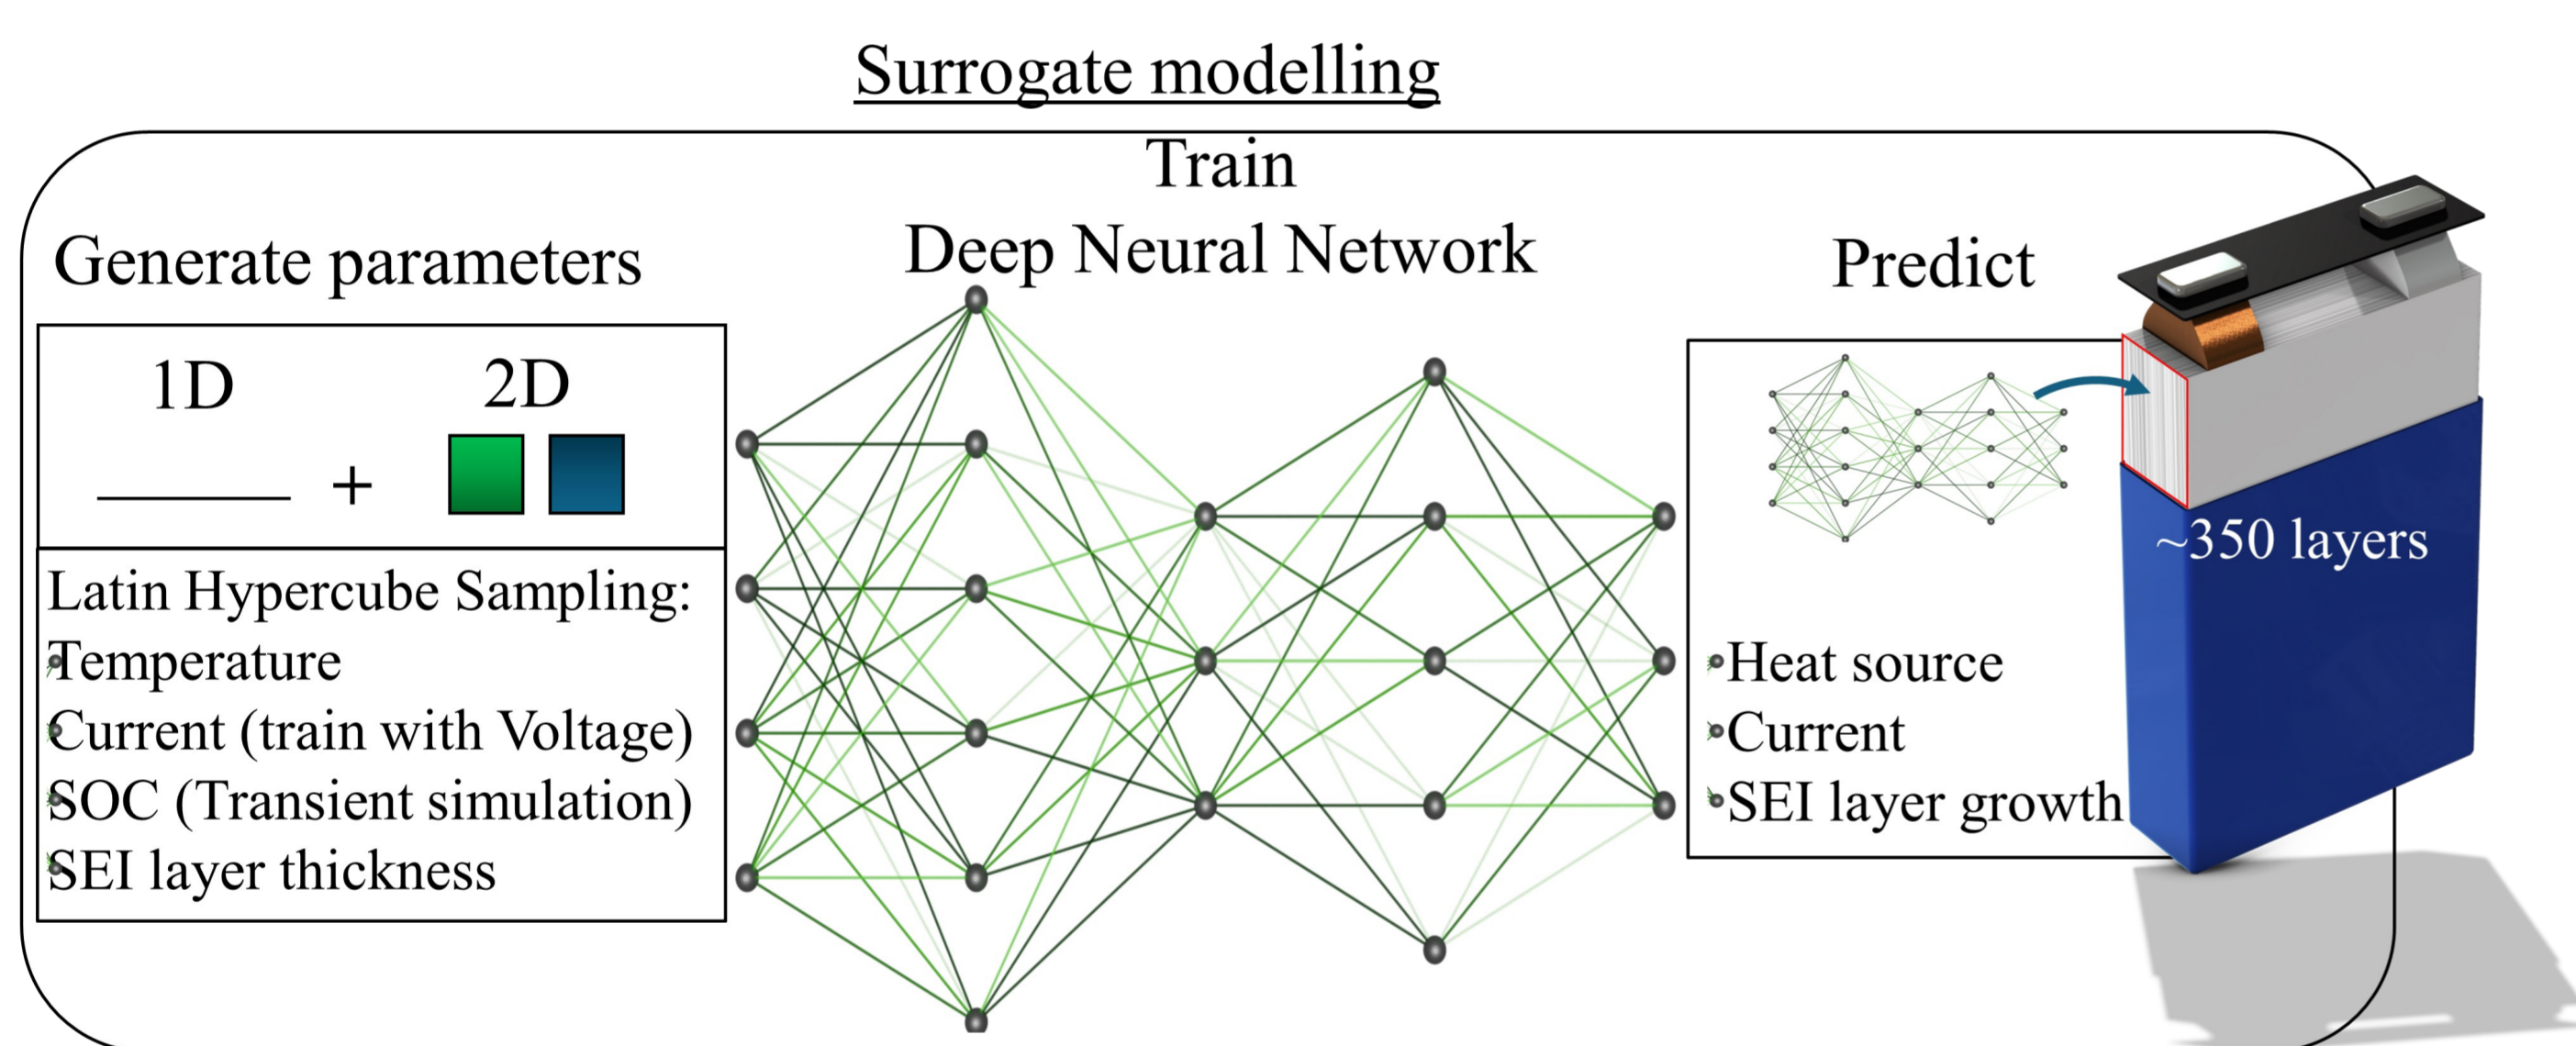 Surrogate modelling
Train
Deep Neural Network
Generate parameters
1D
2D
+
Latin Hypercube Sampling:
Temperature
Current (train with Voltage)
SOC (Transient simulation)
SEI layer thickness
Predict
Heat source
Current
SEI layer growth
~350 layers